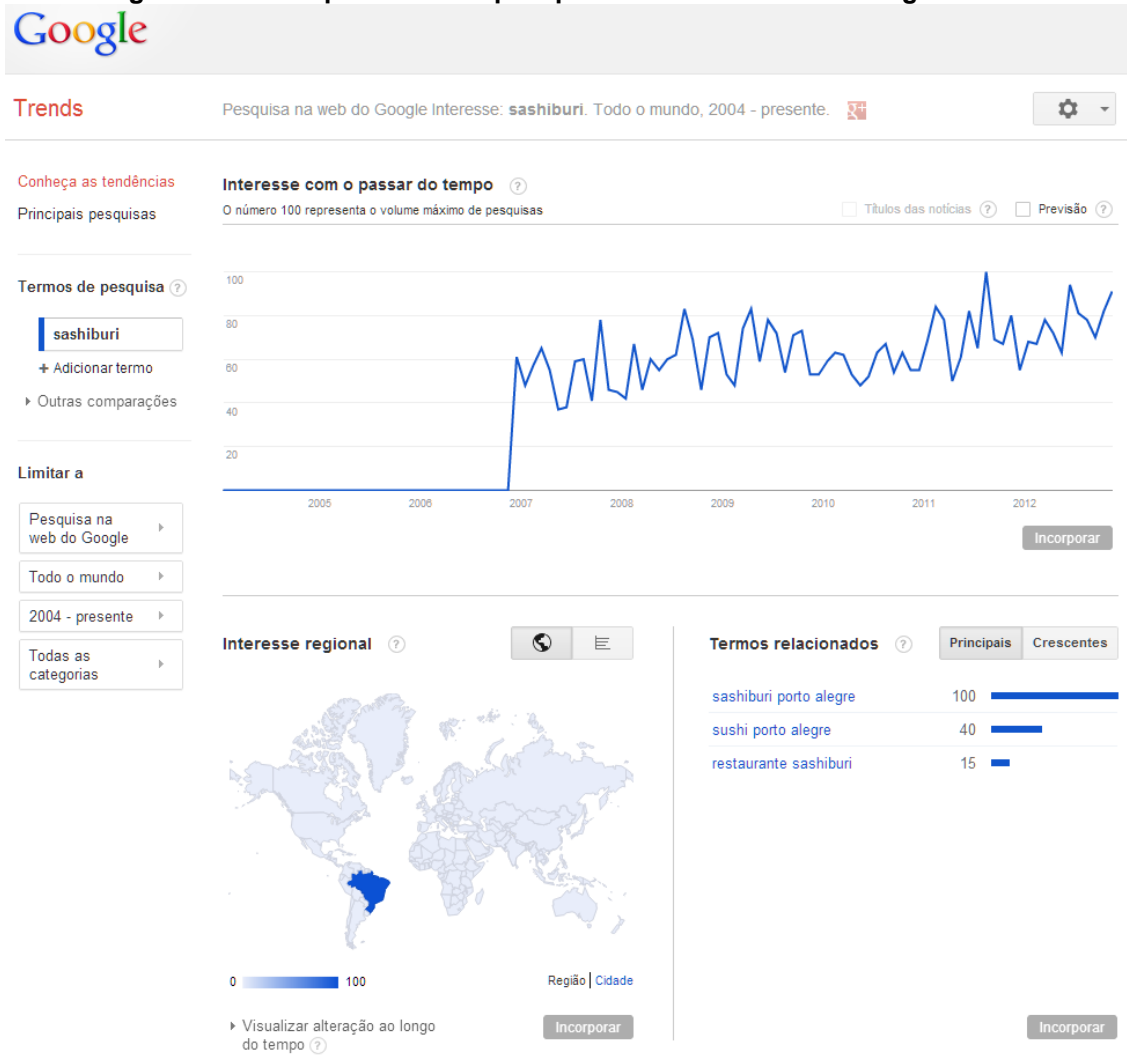 Google
Trends
Pesquisa na web do Google Interesse: sashiburi. Todo o mundo, 2004 - presente.
Conheça as tendências
Principais pesquisas
Termos de pesquisa ?
sashiburi
+ Adicionar termo
Outras comparações
Limitar a
Pesquisa na
web do Google
Todo o mundo
2004 - presente
Todas as
categorias
Interesse com o passar do tempo ?
O número 100 representa o volume máximo de pesquisas
Títulos das notícias ? Previsão ?
100
80
60
40
20
2005 2006 2007 2008 2009 2010 2011 2012
Incorporar
Interesse regional ?
0 100
Região | Cidade
Visualizar alteração ao longo
do tempo ?
Incorporar
Termos relacionados ? Principais Crescentes
sashiburi porto alegre 100
sushi porto alegre 40
restaurante sashiburi 15
Incorporar